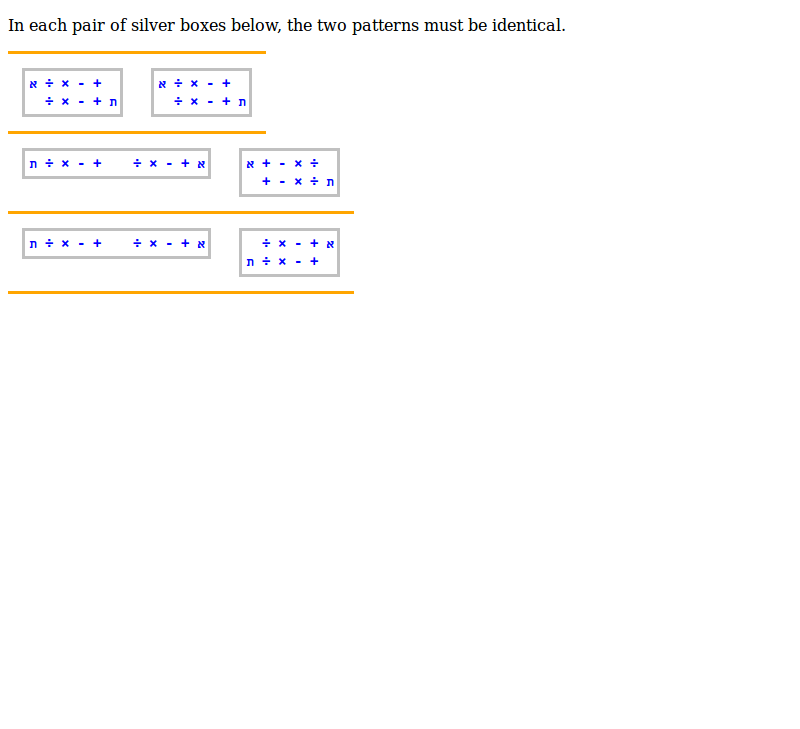 In each pair of silver boxes below, the two patterns must be identical.
א ÷ × - +
÷ × - + ת
א ÷ × - +
÷ × - + ת
ת ÷ × - + ÷ × - + א
א + - × ÷
+ - × ÷ ת
ת ÷ × - + ÷ × - + א
÷ × - + א
ת ÷ × - +